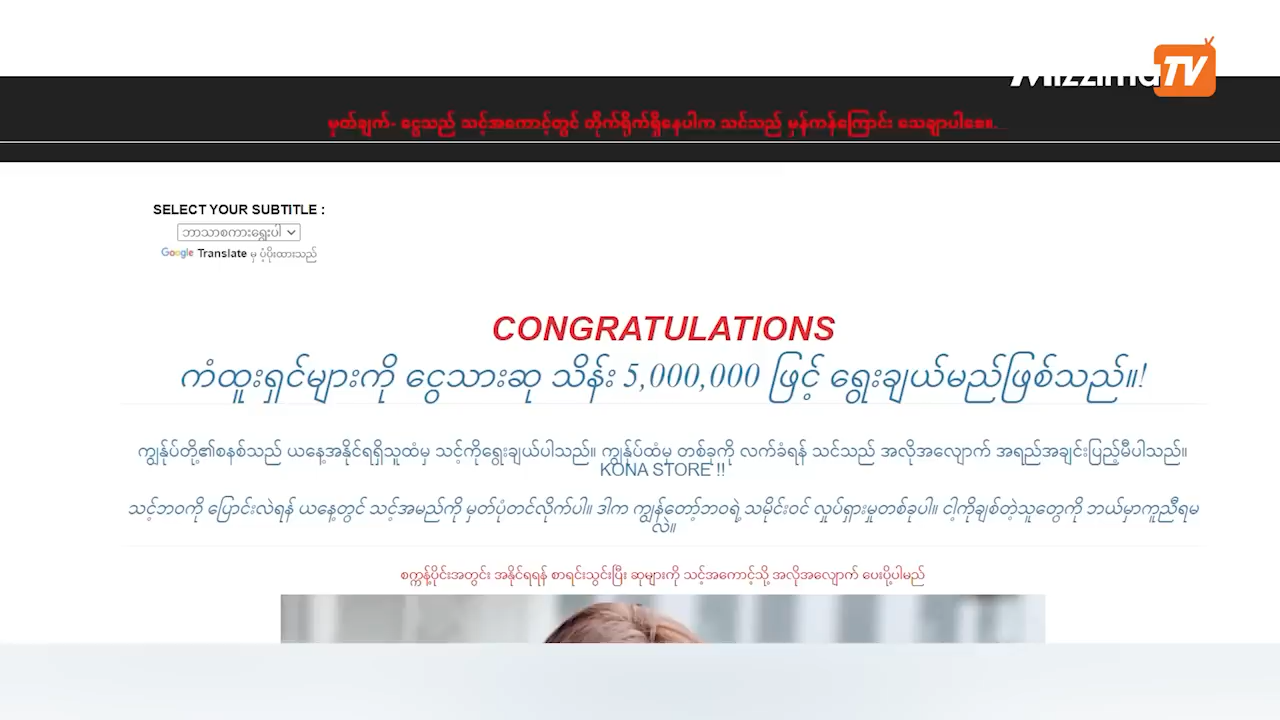 Mizzima TV
မှတ်ချက်- ငွေသည် သင့်အကောင့်တွင် တိုက်ရိုက်ရှိနေပါက သင်သည် မှန်ကန်ကြောင်း သေချာပါစေ။
SELECT YOUR SUBTITLE :
ဘာသာစကားရွေးပါ
Google Translate မှ ပံ့ပိုးထားသည်
CONGRATULATIONS
ကံထူးရှင်များကို ငွေသားဆု သိန်း 5,000,000 ဖြင့် ရွေးချယ်မည်ဖြစ်သည်။!
ကျွန်ုပ်တို့၏စနစ်သည် ယနေ့အနိုင်ရရှိသူထံမှ သင့်ကိုရွေးချယ်ပါသည်။ ကျွန်ုပ်ထံမှ တစ်ခုကို လက်ခံရန် သင်သည် အလိုအလျောက် အရည်အချင်းပြည့်မီပါသည်။
KONA STORE !!
သင့်ဘဝကို ပြောင်းလဲရန် ယနေ့တွင် သင့်အမည်ကို မှတ်ပုံတင်လိုက်ပါ။ ဒါက ကျွန်တော့်ဘဝရဲ့ သမိုင်းဝင် လှုပ်ရှားမှုတစ်ခုပါ။ ငါ့ကိုချစ်တဲ့သူတွေကို ဘယ်မှာကူညီရမ
လဲ။
စက္ကန့်ပိုင်းအတွင်း အနိုင်ရရန် စာရင်းသွင်းပြီး ဆုများကို သင့်အကောင့်သို့ အလိုအလျောက် ပေးပို့ပါမည်